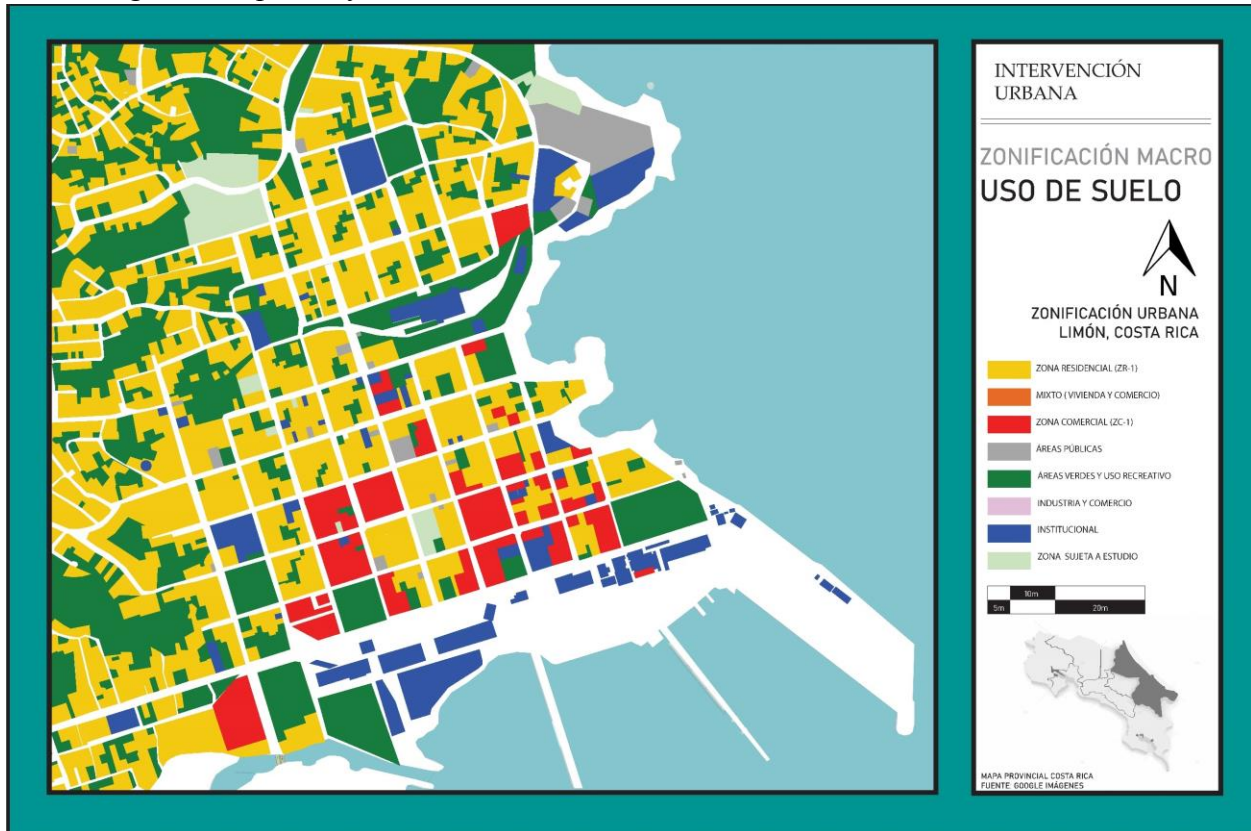 INTERVENCIÓN
URBANA
ZONIFICACIÓN MACRO
USO DE SUELO
N
ZONIFICACIÓN URBANA
LIMÓN, COSTA RICA
ZONA RESIDENCIAL (ZR-1)
MIXTO ( VIVIENDA Y COMERCIO)
ZONA COMERCIAL (ZC-1)
ÁREAS PÚBLICAS
ÁREAS VERDES Y USO RECREATIVO
INDUSTRIA Y COMERCIO
INSTITUCIONAL
ZONA SUJETA A ESTUDIO
10m
5m 20m
MAPA PROVINCIAL COSTA RICA
FUENTE: GOOGLE IMÁGENES